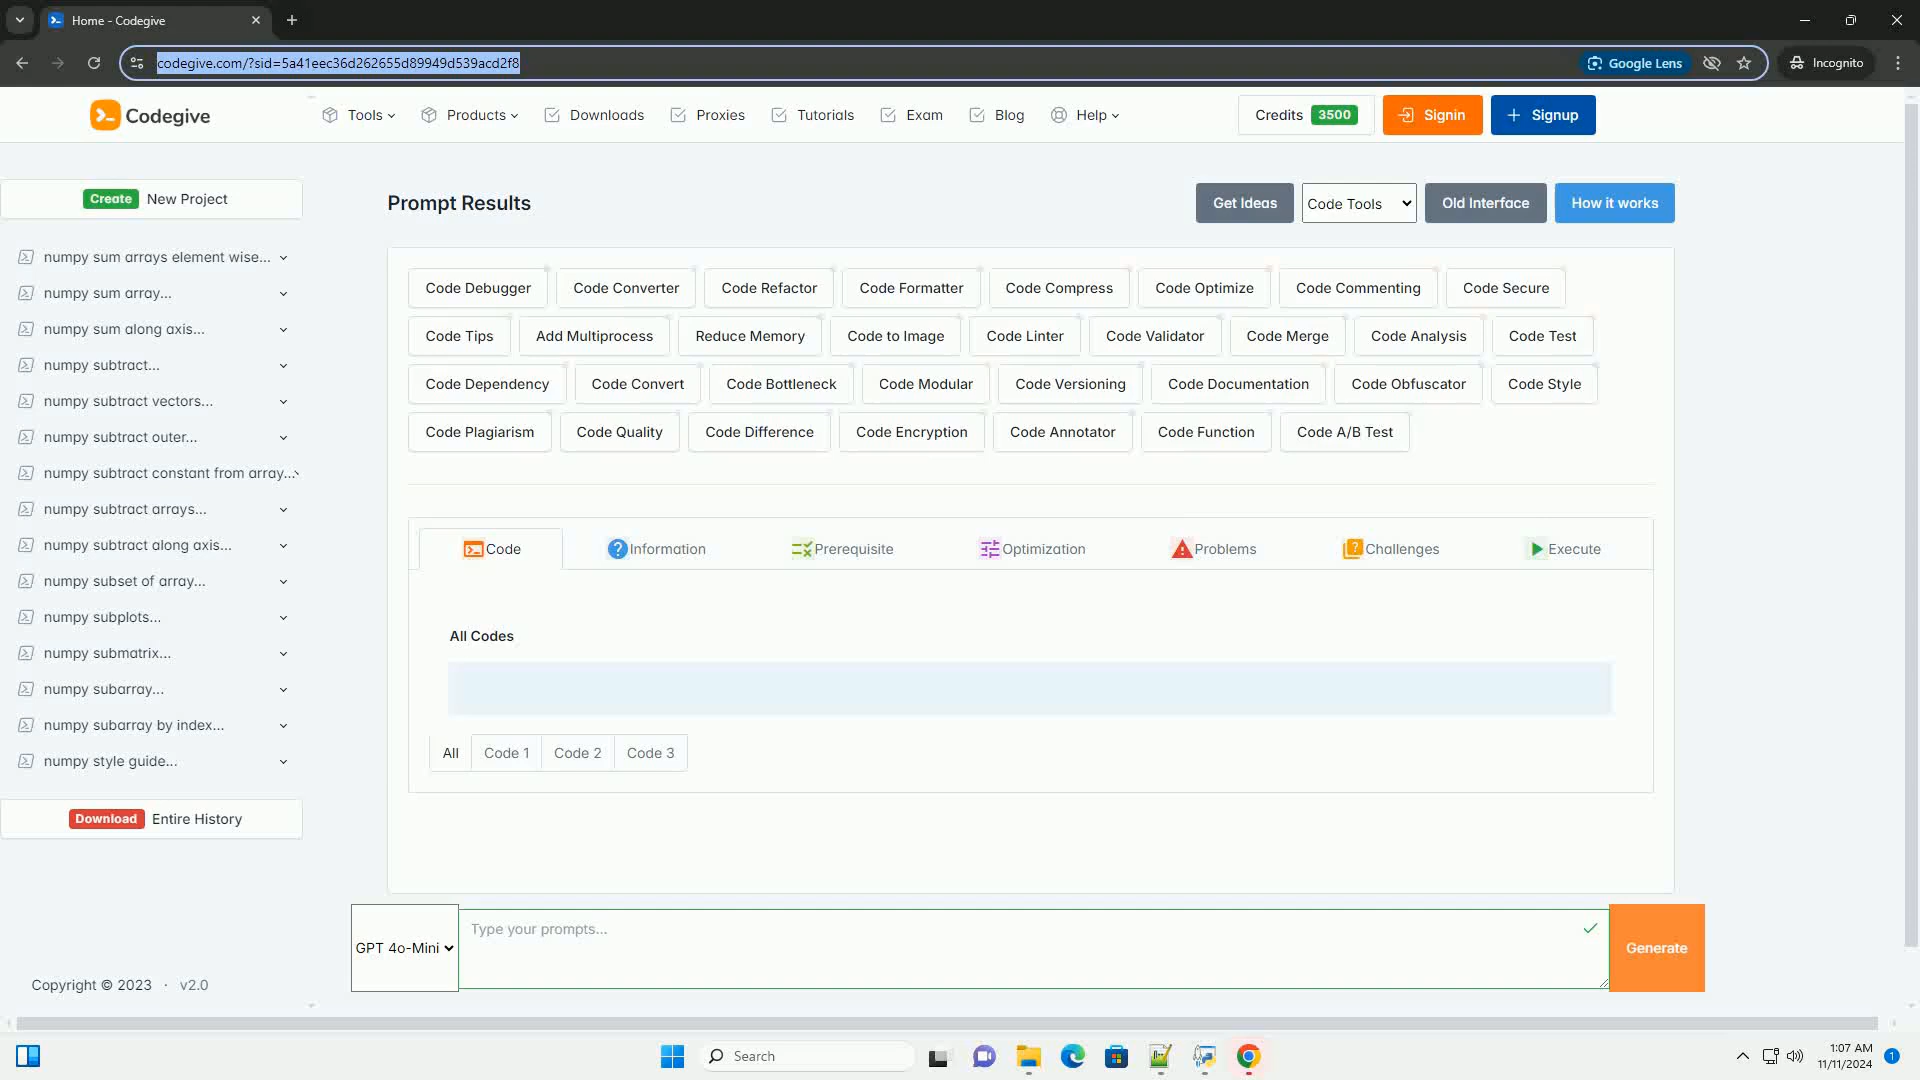 Home - Codegive
codegive.com/?sid=5a41eec36d262655d89949d539acd2f8
Google Lens
Incognito
Codegive
Tools
Products
Downloads
Proxies
Tutorials
Exam
Blog
Help
Credits 3500
Signin
Signup
Create New Project
numpy sum arrays element wise...
numpy sum array...
numpy sum along axis...
numpy subtract...
numpy subtract vectors...
numpy subtract outer...
numpy subtract constant from array...
numpy subtract arrays...
numpy subtract along axis...
numpy subset of array...
numpy subplots...
numpy submatrix...
numpy subarray...
numpy subarray by index...
numpy style guide...
Download Entire History
Copyright © 2023 · v2.0
Prompt Results
Get Ideas
Code Tools
Old Interface
How it works
Code Debugger
Code Converter
Code Refactor
Code Formatter
Code Compress
Code Optimize
Code Commenting
Code Secure
Code Tips
Add Multiprocess
Reduce Memory
Code to Image
Code Linter
Code Validator
Code Merge
Code Analysis
Code Test
Code Dependency
Code Convert
Code Bottleneck
Code Modular
Code Versioning
Code Documentation
Code Obfuscator
Code Style
Code Plagiarism
Code Quality
Code Difference
Code Encryption
Code Annotator
Code Function
Code A/B Test
Code
Information
Prerequisite
Optimization
Problems
Challenges
Execute
All Codes
All
Code 1
Code 2
Code 3
GPT 4o-Mini
Type your prompts...
Generate
Search
1:07 AM
11/11/2024
1